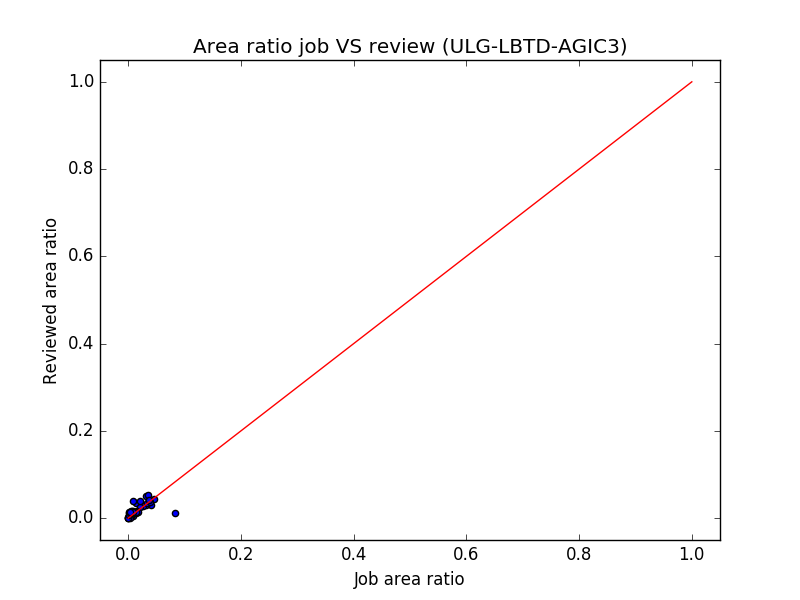 Area ratio job VS review (ULG-LBTD-AGIC3)
1.0
0.8
0.6
0.4
0.2
0.0
Reviewed area ratio
0.0 0.2 0.4 0.6 0.8 1.0
Job area ratio